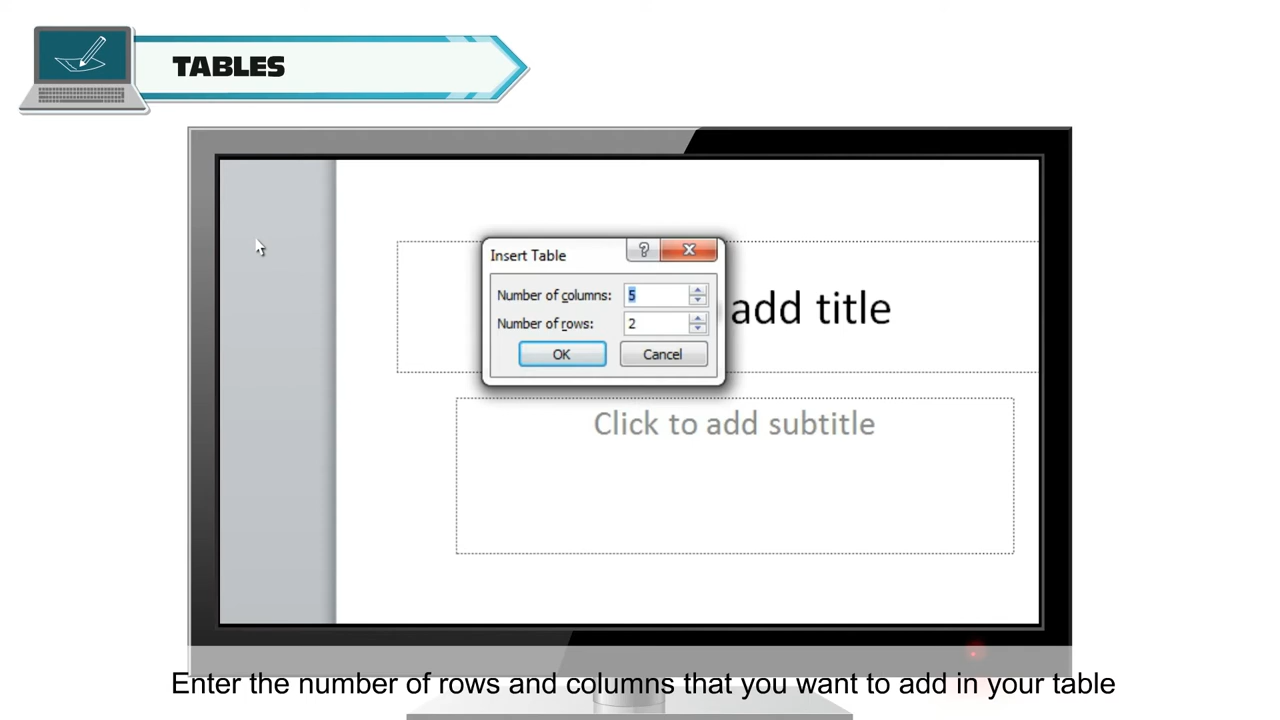 TABLES
Insert Table
?
Number of columns: 5
Number of rows: 2
OK Cancel
add title
Click to add subtitle
Enter the number of rows and columns that you want to add in your table